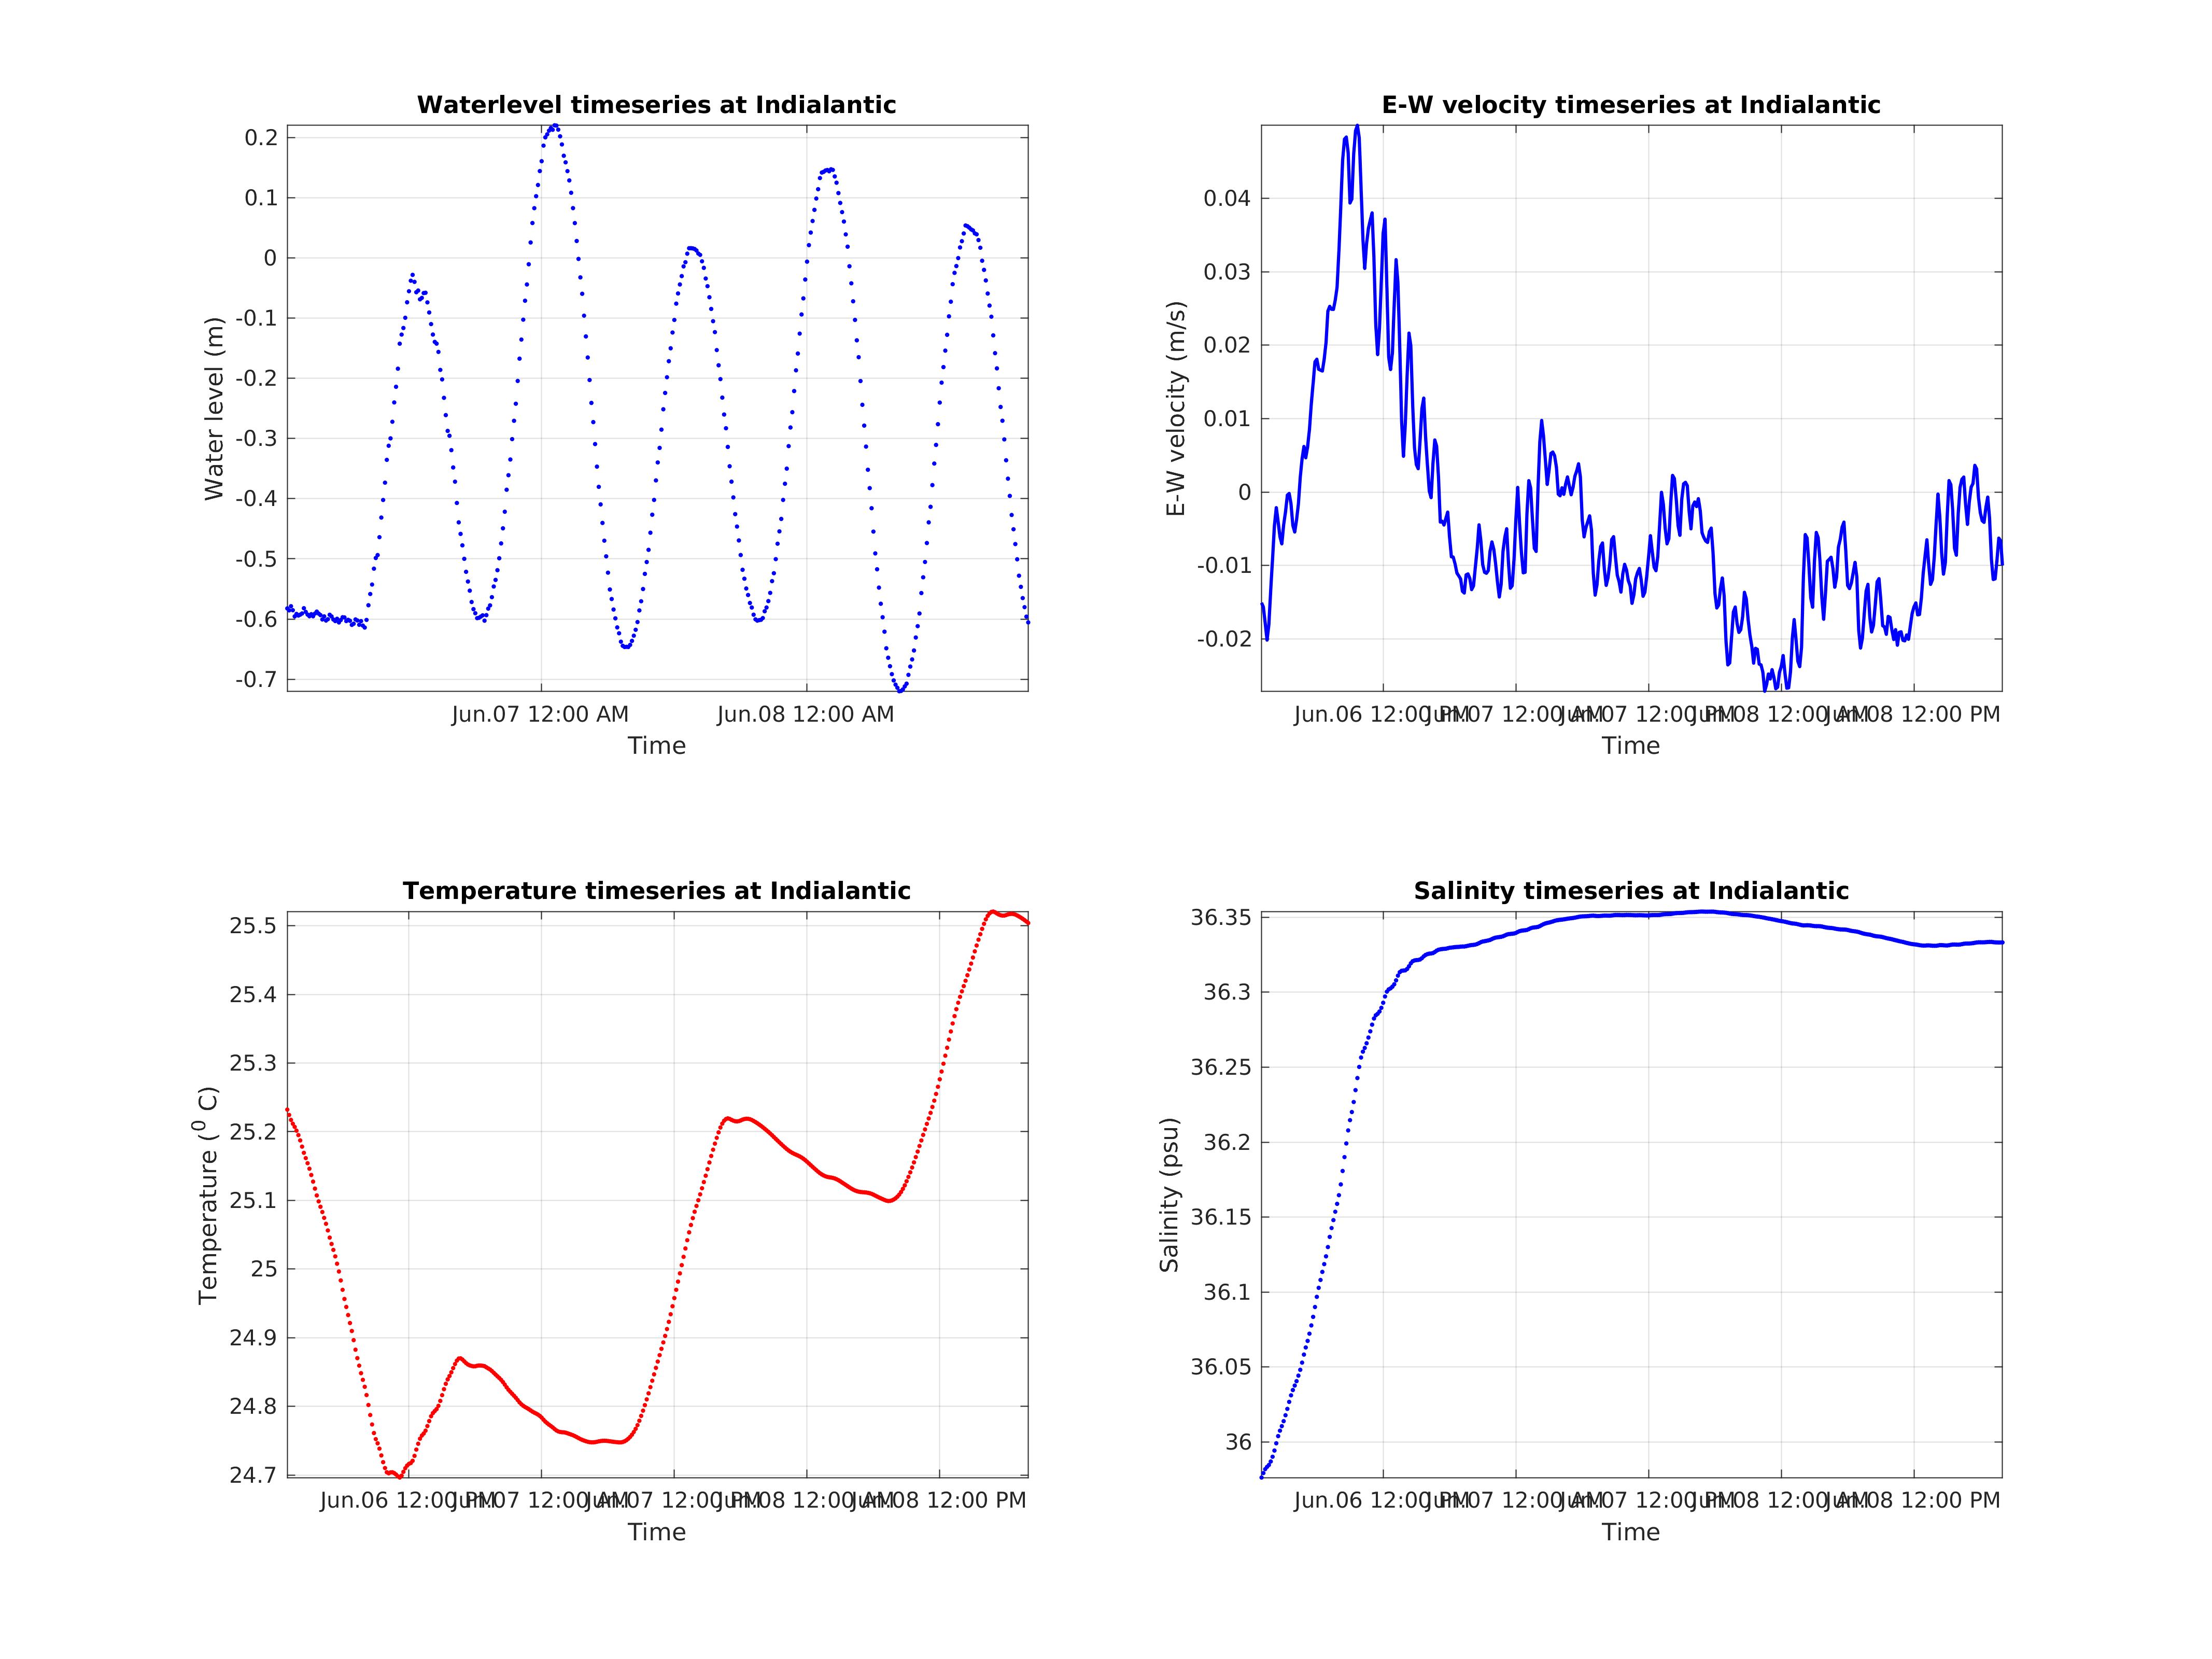 Waterlevel timeseries at Indialantic
0.2
0.1
0
-0.1
-0.2
-0.3
-0.4
-0.5
-0.6
-0.7
Water level (m)
Jun.07 12:00 AM
Jun.08 12:00 AM
Time
E-W velocity timeseries at Indialantic
0.04
0.03
0.02
0.01
0
-0.01
-0.02
E-W velocity (m/s)
Jun.06 12:00 PM
Jun.07 12:00 AM
Jun.07 12:00 PM
Jun.08 12:00 AM
Jun.08 12:00 PM
Time
Temperature timeseries at Indialantic
25.5
25.4
25.3
25.2
25.1
25
24.9
24.8
24.7
Temperature (⁰ C)
Jun.06 12:00 PM
Jun.07 12:00 AM
Jun.07 12:00 PM
Jun.08 12:00 AM
Jun.08 12:00 PM
Time
Salinity timeseries at Indialantic
36.35
36.3
36.25
36.2
36.15
36.1
36.05
36
Salinity (psu)
Jun.06 12:00 PM
Jun.07 12:00 AM
Jun.07 12:00 PM
Jun.08 12:00 AM
Jun.08 12:00 PM
Time